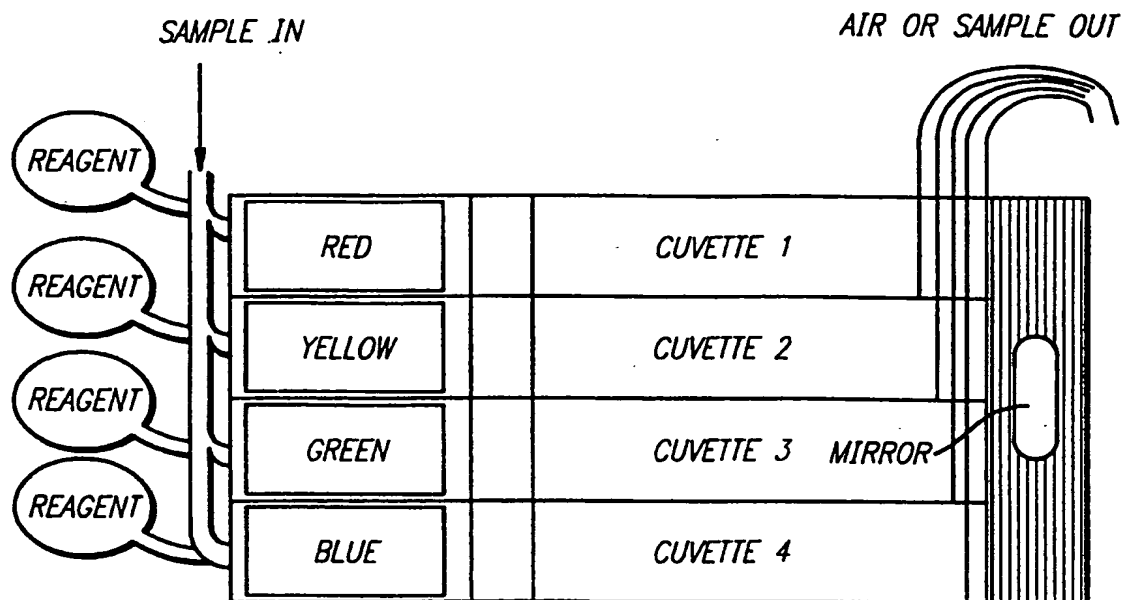 SAMPLE IN
AIR OR SAMPLE OUT
REAGENT
RED
CUVETTE 1
REAGENT
YELLOW
CUVETTE 2
REAGENT
GREEN
CUVETTE 3
MIRROR
REAGENT
BLUE
CUVETTE 4